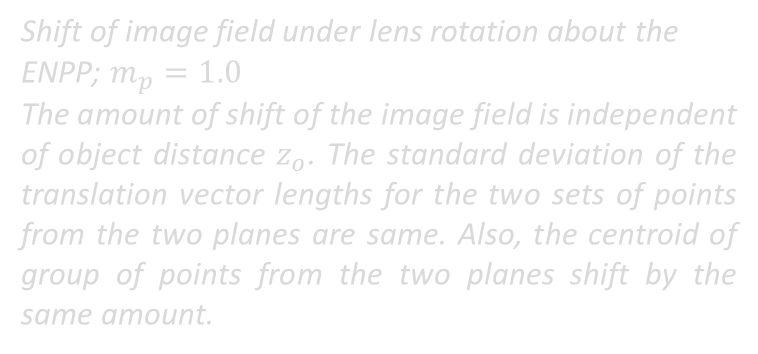 Shift of image field under lens rotation about the
ENPP; mₚ = 1.0
The amount of shift of the image field is independent
of object distance zₒ. The standard deviation of the
translation vector lengths for the two sets of points
from the two planes are same. Also, the centroid of
group of points from the two planes shift by the
same amount.